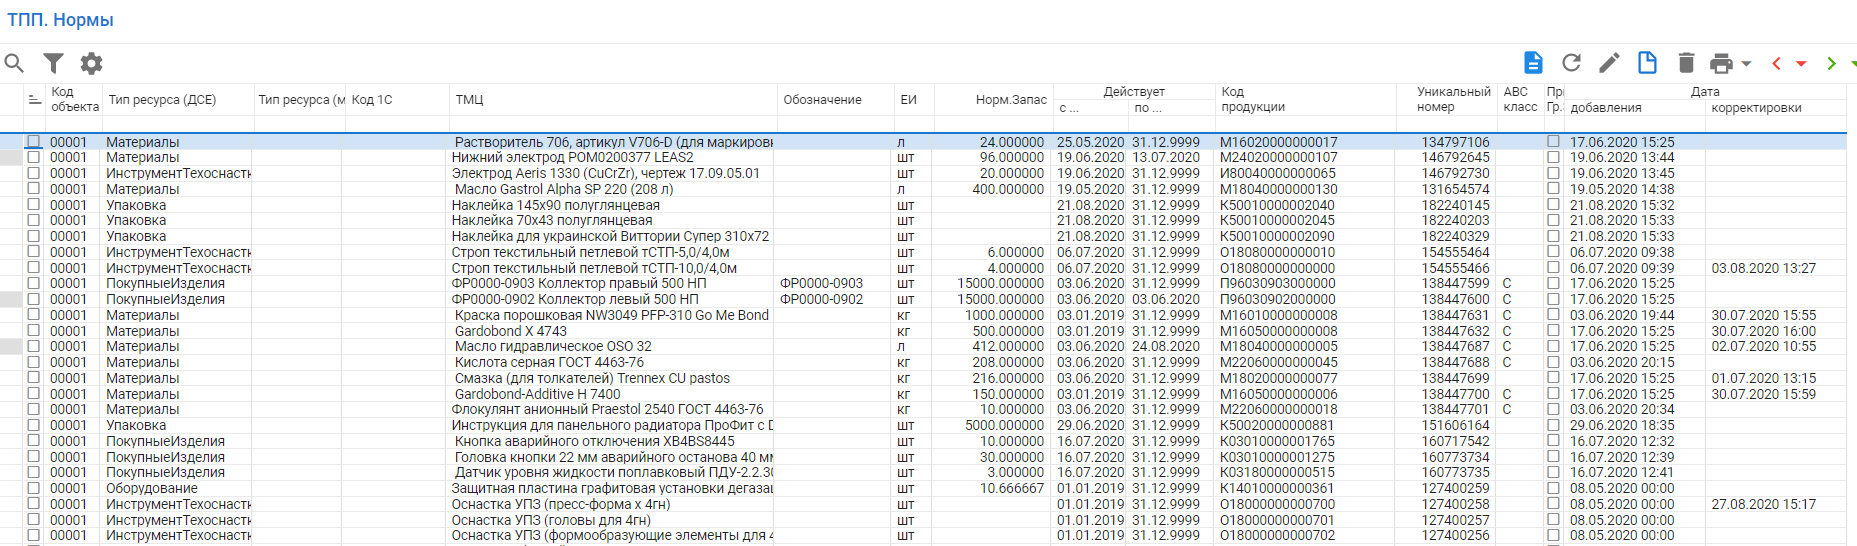 ТПП. Нормы
Код объекта Тип ресурса (ДСЕ) Тип ресурса (м Код 1С ТМЦ Обозначение ЕИ Норм.Запас Действует с ... по ... Код продукции Уникальный номер АВС класс При Гр. Дата добавления корректировки
00001 Материалы Растворитель 706, артикул V706-D (для маркировк л 24.000000 25.05.2020 31.12.9999 М16020000000017 134797106 17.06.2020 15:25
00001 Материалы Нижний электрод POM0200377 LEAS2 шт 96.000000 19.06.2020 13.07.2020 М24020000000107 146792645 19.06.2020 13:44
00001 ИнструментТехоснастк Электрод Aeris 1330 (CuCrZr), чертеж 17.09.05.01 шт 20.000000 19.06.2020 31.12.9999 И80040000000065 146792730 19.06.2020 13:45
00001 Материалы Масло Gastrol Alpha SP 220 (208 л) л 400.000000 19.05.2020 31.12.9999 М18040000000130 131654574 19.05.2020 14:38
00001 Упаковка Наклейка 145х90 полуглянцевая шт 21.08.2020 31.12.9999 К50010000002040 182240145 21.08.2020 15:32
00001 Упаковка Наклейка 70х43 полуглянцевая шт 21.08.2020 31.12.9999 К50010000002045 182240203 21.08.2020 15:33
00001 Упаковка Наклейка для украинской Виттории Супер 310х72 шт 21.08.2020 31.12.9999 К50010000002090 182240329 21.08.2020 15:33
00001 ИнструментТехоснастк Строп текстильный петлевой тСТП-5,0/4,0м шт 6.000000 06.07.2020 31.12.9999 О18080000000010 154555464 06.07.2020 09:38
00001 ИнструментТехоснастк Строп текстильный петлевой тСТП-10,0/4,0м шт 4.000000 06.07.2020 31.12.9999 О18080000000000 154555466 06.07.2020 09:39 03.08.2020 13:27
00001 ПокупныеИзделия ФР0000-0903 Коллектор правый 500 НП ФР0000-0903 шт 15000.000000 03.06.2020 31.12.9999 П96030903000000 138447599 С 17.06.2020 15:25
00001 ПокупныеИзделия ФР0000-0902 Коллектор левый 500 НП ФР0000-0902 шт 15000.000000 03.06.2020 03.06.2020 П96030902000000 138447600 С 17.06.2020 15:25
00001 Материалы Краска порошковая NW3049 PFP-310 Go Me Bond кг 1000.000000 03.01.2019 31.12.9999 М16010000000008 138447631 С 03.06.2020 19:44 30.07.2020 15:55
00001 Материалы Gardobond X 4743 кг 500.000000 03.01.2019 31.12.9999 М16050000000008 138447632 С 17.06.2020 15:25 30.07.2020 16:00
00001 Материалы Масло гидравлическое OSO 32 л 412.000000 03.06.2020 24.08.2020 М18040000000005 138447687 С 17.06.2020 15:25 02.07.2020 10:55
00001 Материалы Кислота серная ГОСТ 4463-76 кг 208.000000 03.06.2020 31.12.9999 М22060000000045 138447688 С 03.06.2020 20:15
00001 Материалы Смазка (для толкателей) Trennex CU pastos кг 216.000000 03.06.2020 31.12.9999 М18020000000077 138447699 17.06.2020 15:25 01.07.2020 13:15
00001 Материалы Gardobond-Additive H 7400 кг 150.000000 03.01.2019 31.12.9999 М16050000000006 138447700 С 17.06.2020 15:25 30.07.2020 15:59
00001 Материалы Флокулянт анионный Praestol 2540 ГОСТ 4463-76 кг 10.000000 03.06.2020 31.12.9999 М22060000000018 138447701 С 03.06.2020 20:34
00001 Упаковка Инструкция для панельного радиатора ПроФит с шт 5000.000000 29.06.2020 31.12.9999 К50020000000881 151606164 29.06.2020 18:35
00001 ПокупныеИзделия Кнопка аварийного отключения XB4BS8445 шт 10.000000 16.07.2020 31.12.9999 К03010000001765 160717542 16.07.2020 12:32
00001 ПокупныеИзделия Головка кнопки 22 мм аварийного останова 40 мм шт 30.000000 16.07.2020 31.12.9999 К03010000001275 160773734 16.07.2020 12:39
00001 ПокупныеИзделия Датчик уровня жидкости поплавковый ПДУ-2.2.30 шт 3.000000 16.07.2020 31.12.9999 К03180000000515 160773735 16.07.2020 12:41
00001 Оборудование Защитная пластина графитовая установки дегазац шт 10.666667 01.01.2019 31.12.9999 К14010000000361 127400259 08.05.2020 00:00
00001 ИнструментТехоснастк Оснастка УПЗ (пресс-форма х 4гн) шт 01.01.2019 31.12.9999 О18000000000700 127400258 08.05.2020 00:00 27.08.2020 15:17
00001 ИнструментТехоснастк Оснастка УПЗ (головы для 4гн) шт 01.01.2019 31.12.9999 О18000000000701 127400257 08.05.2020 00:00
00001 ИнструментТехоснастк Оснастка УПЗ (формообразующие элементы для 4 шт 01.01.2019 31.12.9999 О18000000000702 127400256 08.05.2020 00:00